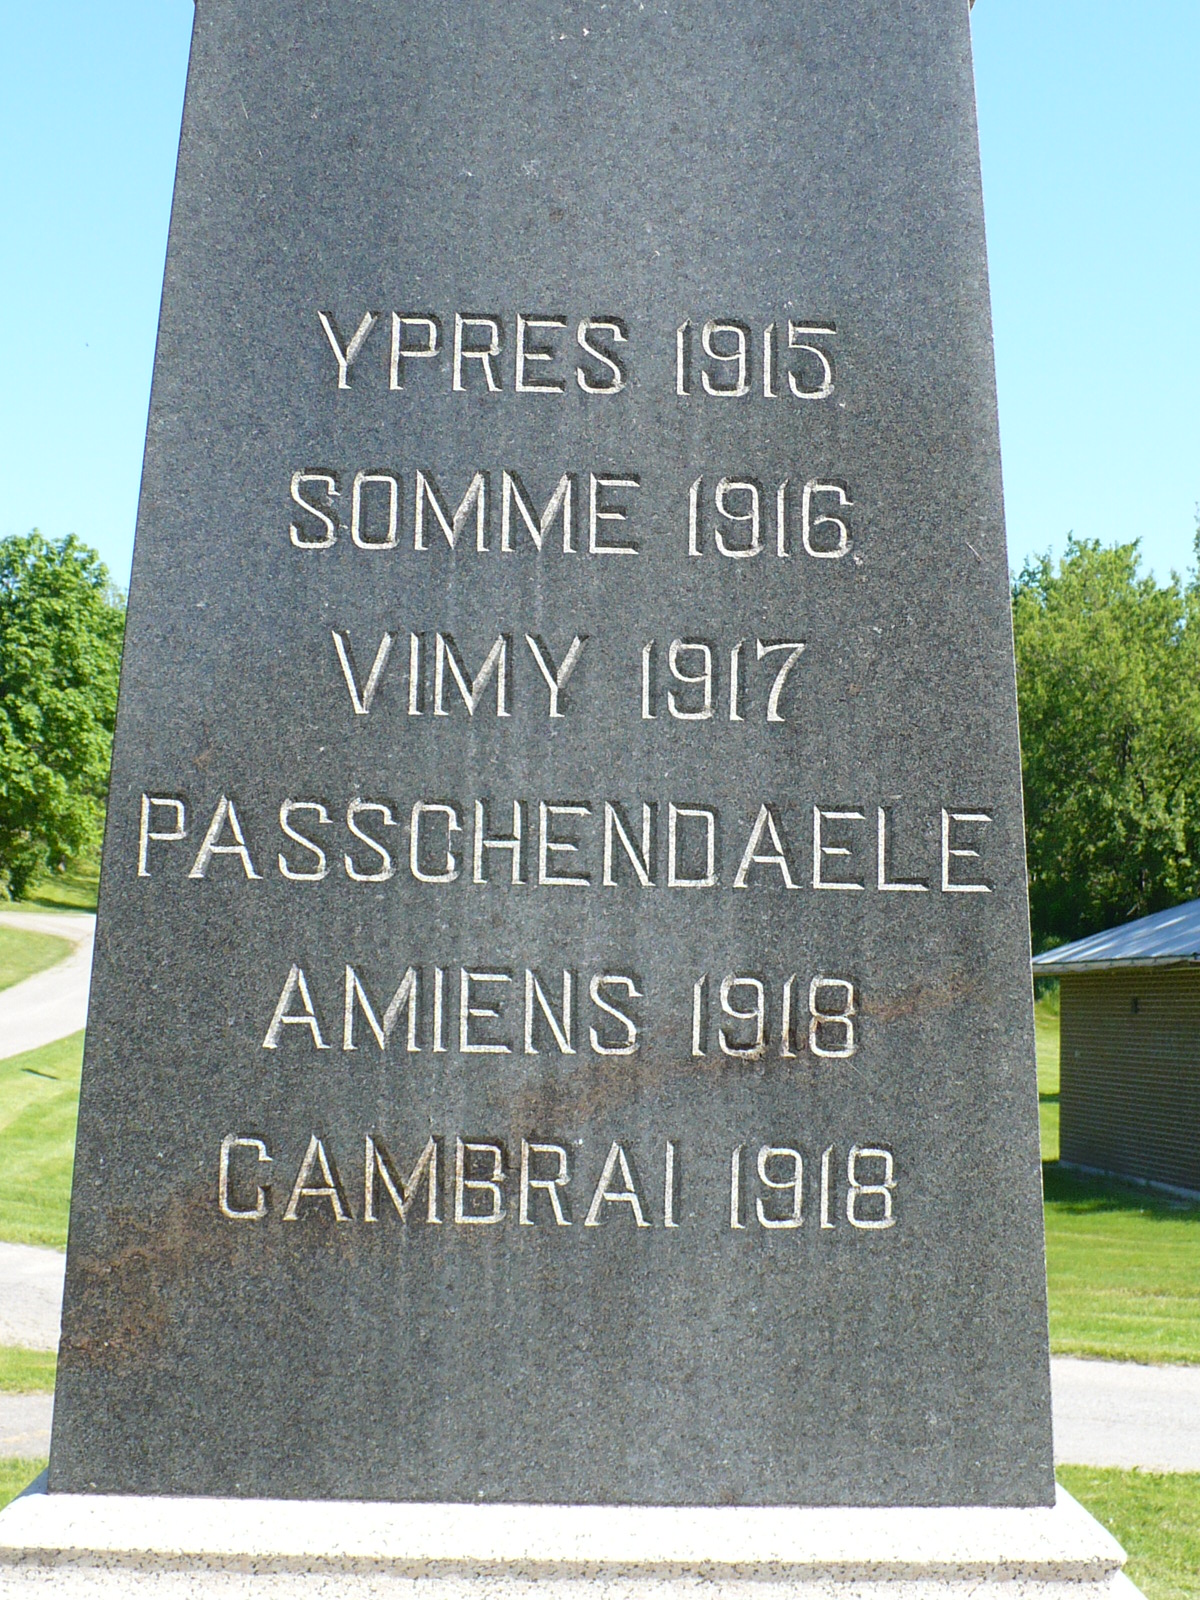 YPRES 1915
SOMME 1916
VIMY 1917
PASSCHENDAELE
AMIENS 1918
CAMBRAI 1918